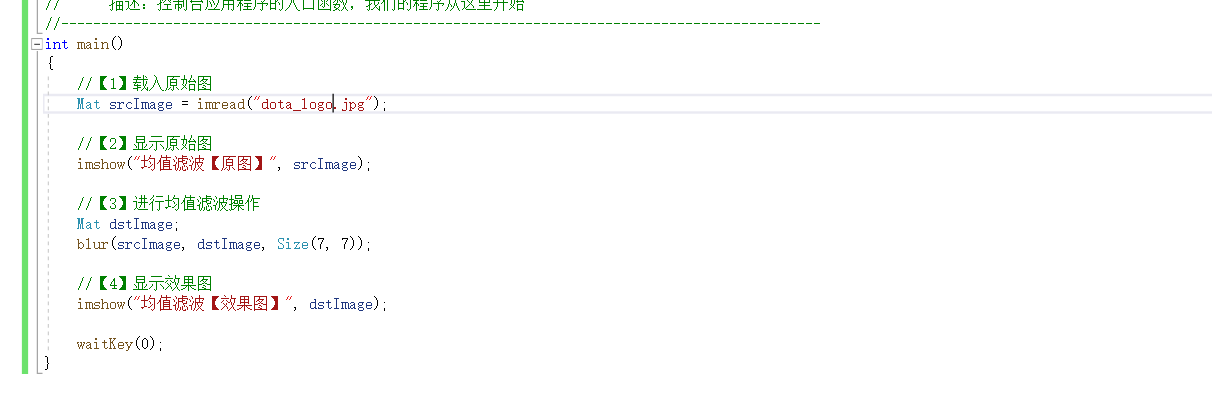 //      描述：控制台应用程序的入口函数，我们的程序从这里开始
//-----------------------------------------------------------------------------------------------
int main()
{
//【1】载入原始图
Mat srcImage = imread("dota_logo.jpg");
//【2】显示原始图
imshow("均值滤波【原图】", srcImage);
//【3】进行均值滤波操作
Mat dstImage;
blur(srcImage, dstImage, Size(7, 7));
//【4】显示效果图
imshow("均值滤波【效果图】", dstImage);
waitKey(0);
}